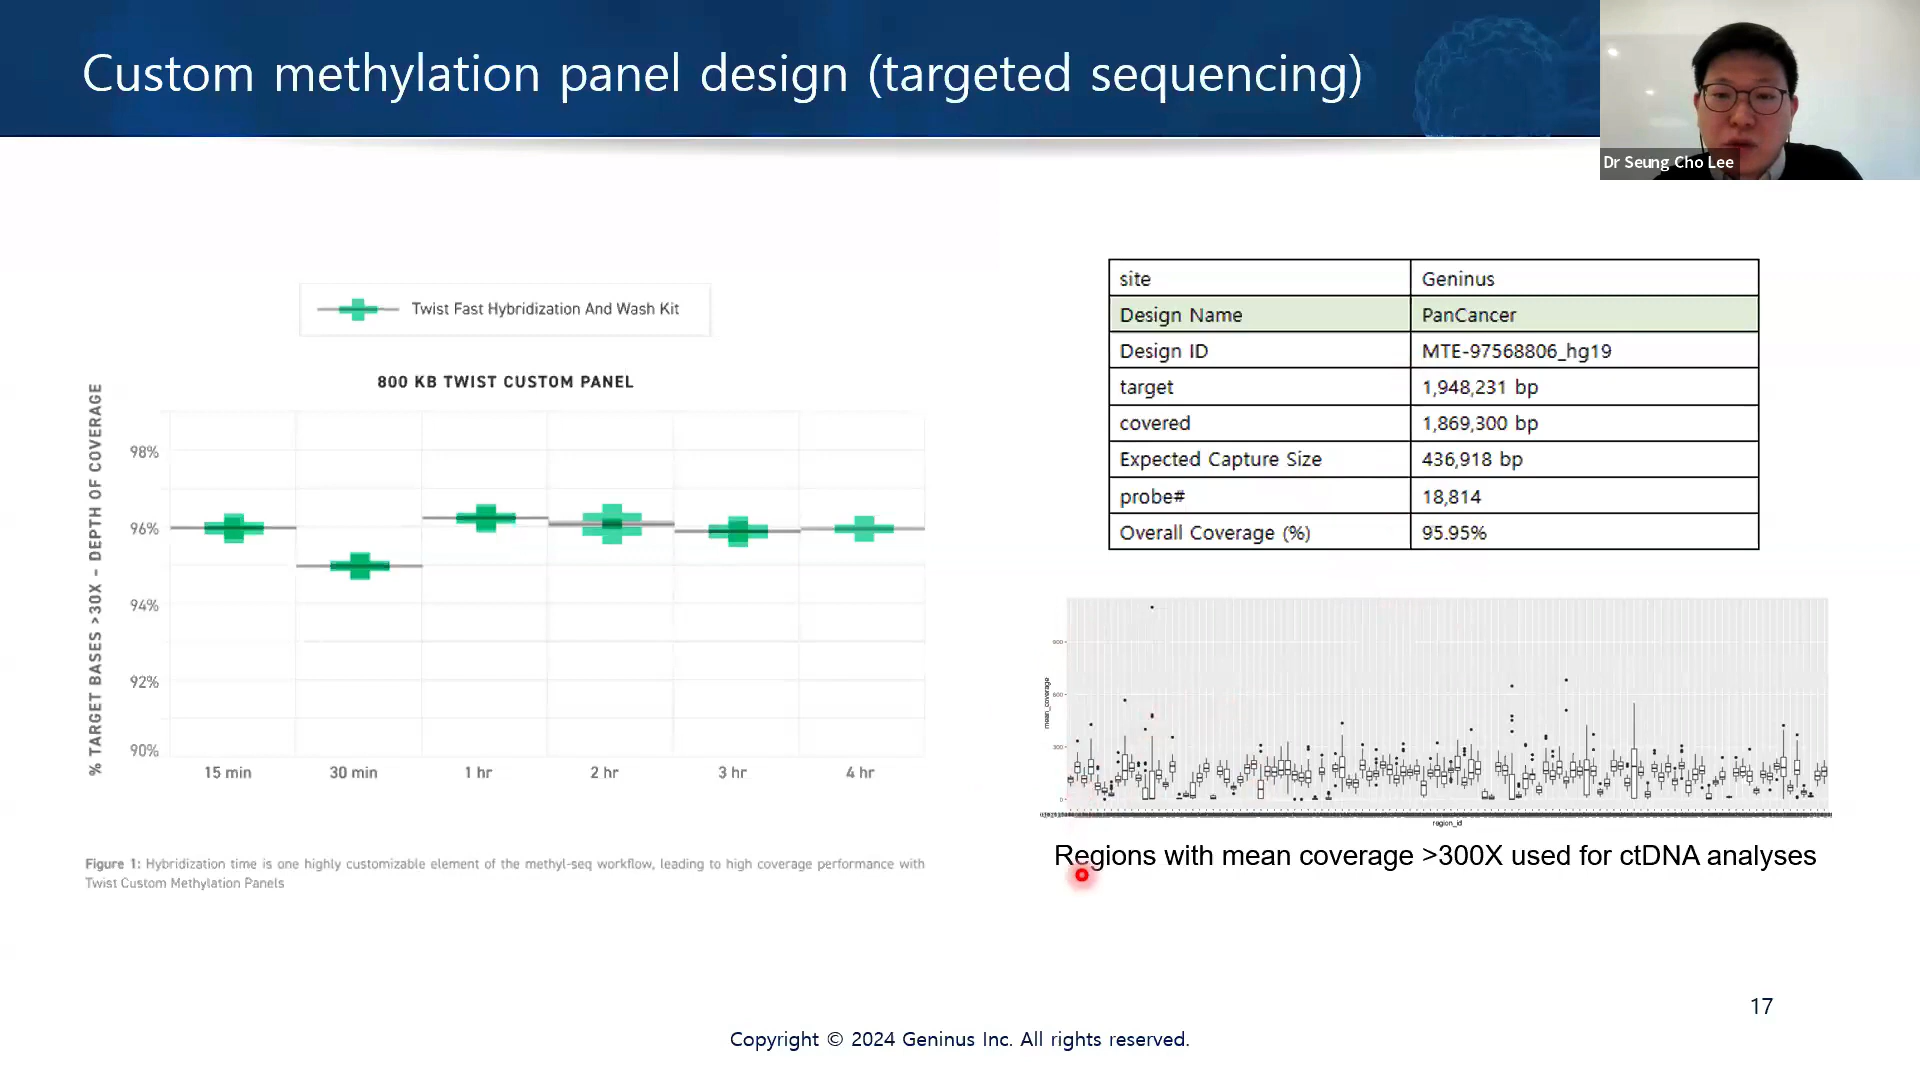 Custom methylation panel design (targeted sequencing)
Dr Seung Cho Lee
Twist Fast Hybridization And Wash Kit
800 KB TWIST CUSTOM PANEL
% TARGET BASES >30X - DEPTH OF COVERAGE
98%
96%
94%
92%
90%
15 min 30 min 1 hr 2 hr 3 hr 4 hr
Figure 1: Hybridization time is one highly customizable element of the methyl-seq workflow, leading to high coverage performance with
Twist Custom Methylation Panels
site Geninus
Design Name PanCancer
Design ID MTE-97568806_hg19
target 1,948,231 bp
covered 1,869,300 bp
Expected Capture Size 436,918 bp
probe# 18,814
Overall Coverage (%) 95.95%
mean_coverage
900
600
300
0
region_id
Regions with mean coverage >300X used for ctDNA analyses
17
Copyright © 2024 Geninus Inc. All rights reserved.